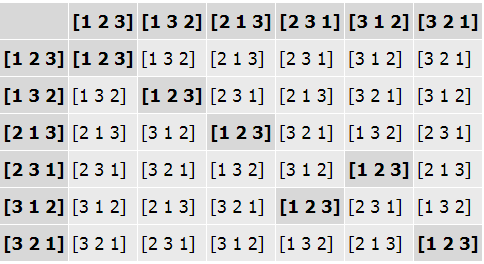 [1 2 3] [1 3 2] [2 1 3] [2 3 1] [3 1 2] [3 2 1]
[1 2 3] [1 2 3] [1 3 2] [2 1 3] [2 3 1] [3 1 2] [3 2 1]
[1 3 2] [1 3 2] [1 2 3] [2 3 1] [2 1 3] [3 2 1] [3 1 2]
[2 1 3] [2 1 3] [3 1 2] [1 2 3] [3 2 1] [1 3 2] [2 3 1]
[2 3 1] [2 3 1] [3 2 1] [1 3 2] [3 1 2] [1 2 3] [2 1 3]
[3 1 2] [3 1 2] [2 1 3] [3 2 1] [1 2 3] [2 3 1] [1 3 2]
[3 2 1] [3 2 1] [2 3 1] [3 1 2] [1 3 2] [2 1 3] [1 2 3]